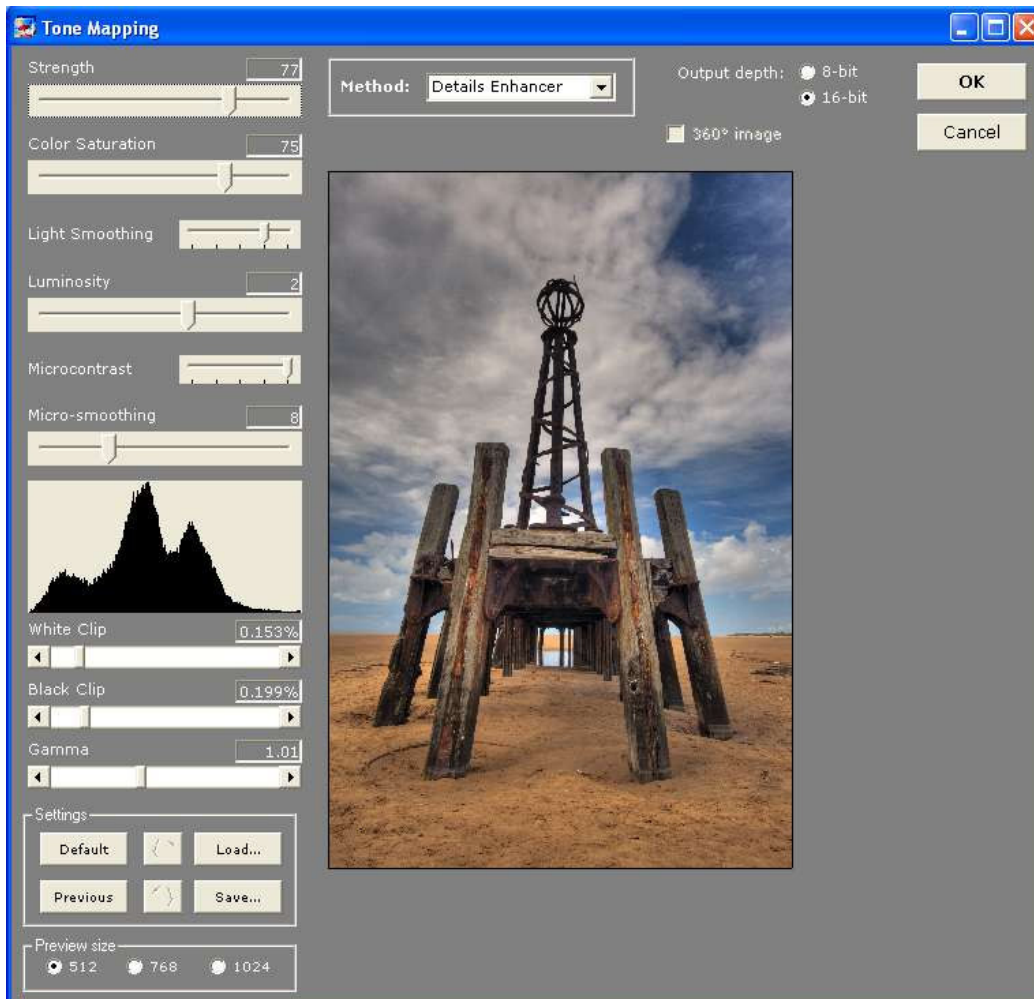 Tone Mapping
Strength 77
Method: Details Enhancer
Output depth: 8-bit
16-bit
OK
360° image
Cancel
Color Saturation 75
Light Smoothing
Luminosity 2
Microcontrast
Micro-smoothing 8
White Clip 0.153%
Black Clip 0.199%
Gamma 1.01
Settings
Default Load...
Previous Save...
Preview size
512 768 1024